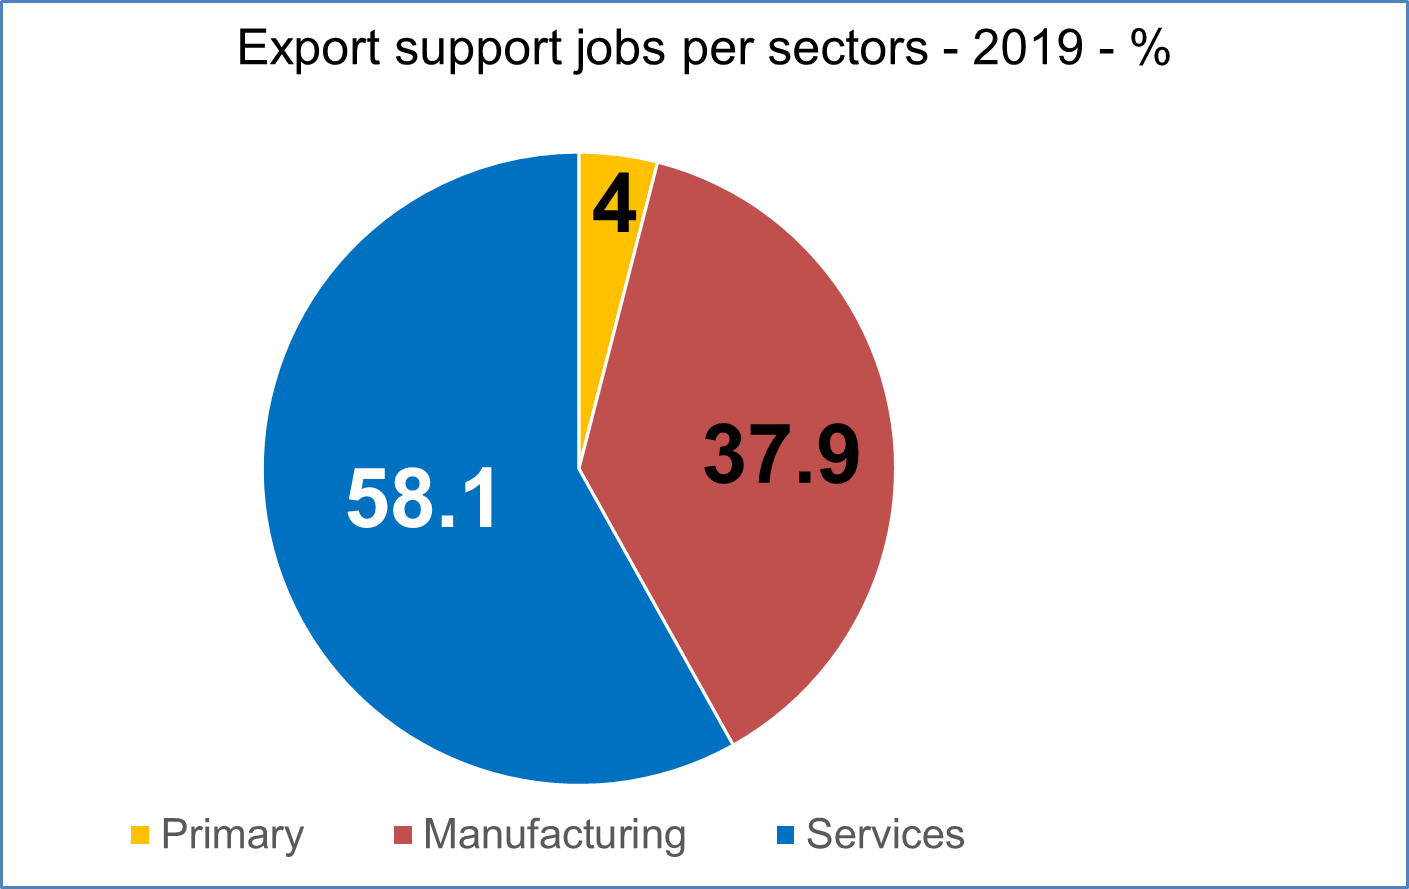 Export support jobs per sectors - 2019 - %
4
37.9
58.1
Primary Manufacturing Services